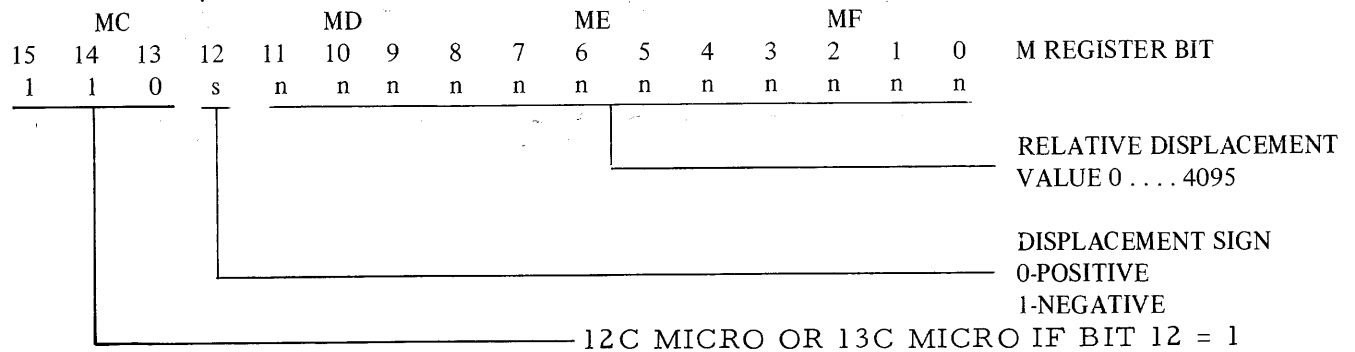 MC MD ME MF
15 14 13 12 11 10 9 8 7 6 5 4 3 2 1 0 M REGISTER BIT
1 1 0 s n n n n n n n n n n n n
RELATIVE DISPLACEMENT
VALUE 0 . . . . 4095
DISPLACEMENT SIGN
0-POSITIVE
1-NEGATIVE
12C MICRO OR 13C MICRO IF BIT 12 = 1